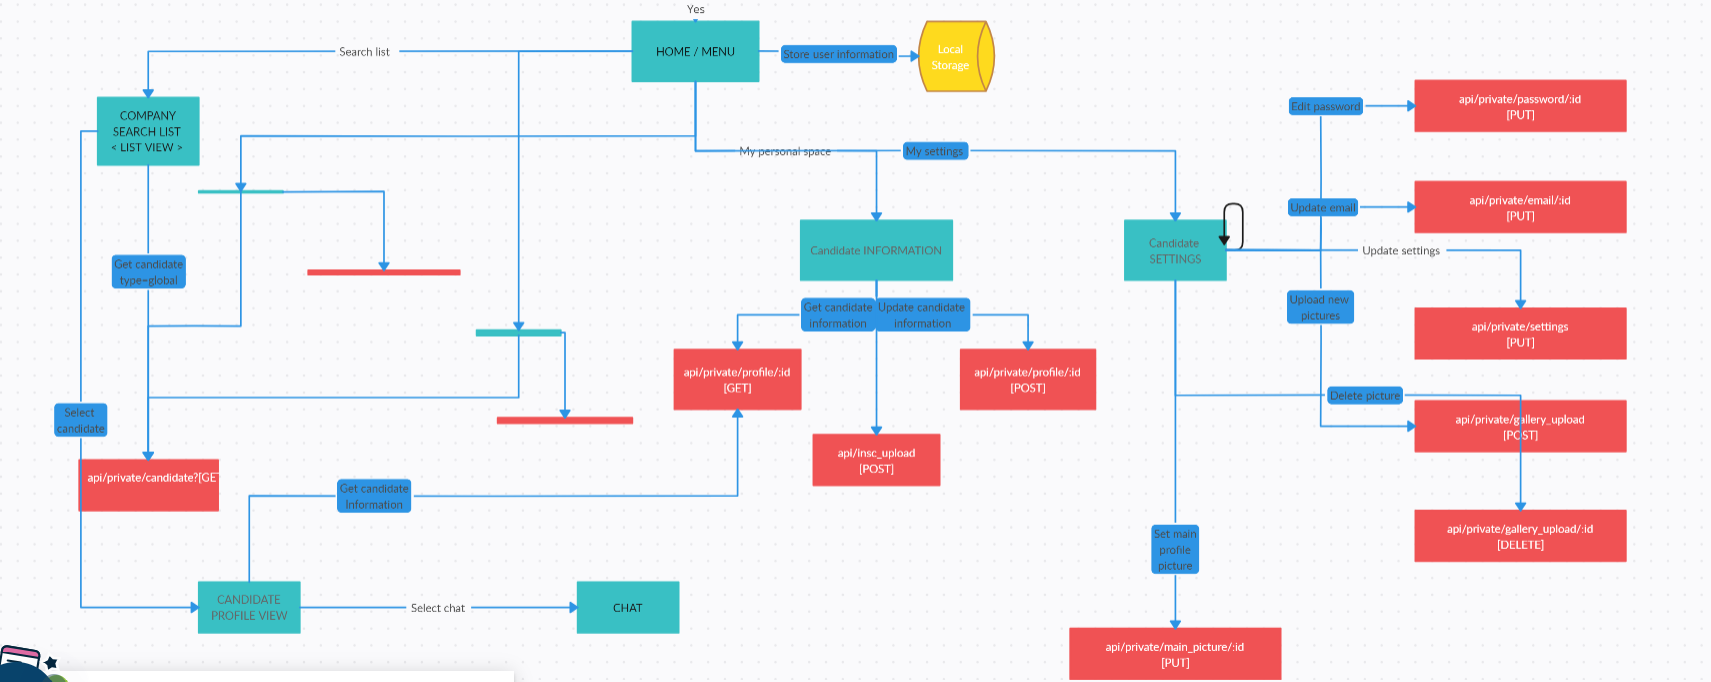 Yes
HOME / MENU
Search list
Store user information
Local
Storage
COMPANY
SEARCH LIST
< LIST VIEW >
My personal space
My settings
Edit password
api/private/password/:id
[PUT]
Update email
api/private/email/:id
[PUT]
Candidate INFORMATION
Candidate
SETTINGS
Update settings
Get candidate
type=global
Get candidate
information
Update candidate
information
Upload new
pictures
api/private/settings
[PUT]
api/private/profile/:id
[GET]
api/private/profile/:id
[POST]
Delete picture
Select
candidate
api/private/gallery_upload
[POST]
api/insc_upload
[POST]
api/private/candidate?[GET
Get candidate
Information
api/private/gallery_upload/:id
[DELETE]
Set main
profile
picture
CANDIDATE
PROFILE VIEW
Select chat
CHAT
api/private/main_picture/:id
[PUT]